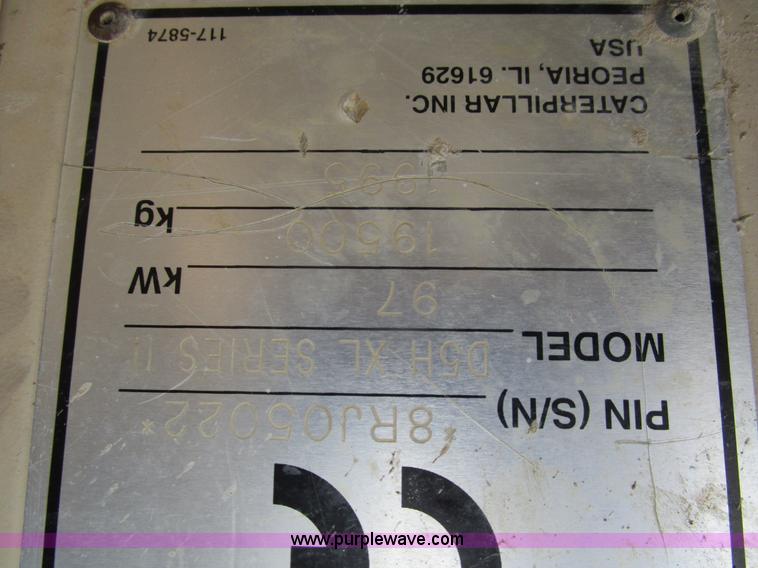 CE
PIN (S/N) *8RJ05022*
MODEL D5H XL SERIES II
97 kW
19500 kg
1995
CATERPILLAR INC.
PEORIA, IL. 61629
USA
117-5874
www.purplewave.com